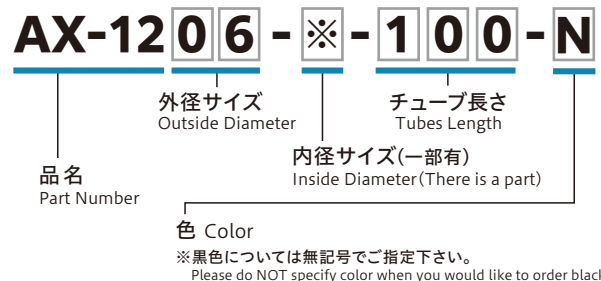 AX-1206-※-100-N
外径サイズ
Outside Diameter
チューブ長さ
Tubes Length
内径サイズ(一部有)
Inside Diameter(There is a part)
品名
Part Number
色 Color
※黒色については無記号でご指定下さい。
Please do NOT specify color when you would like to order black